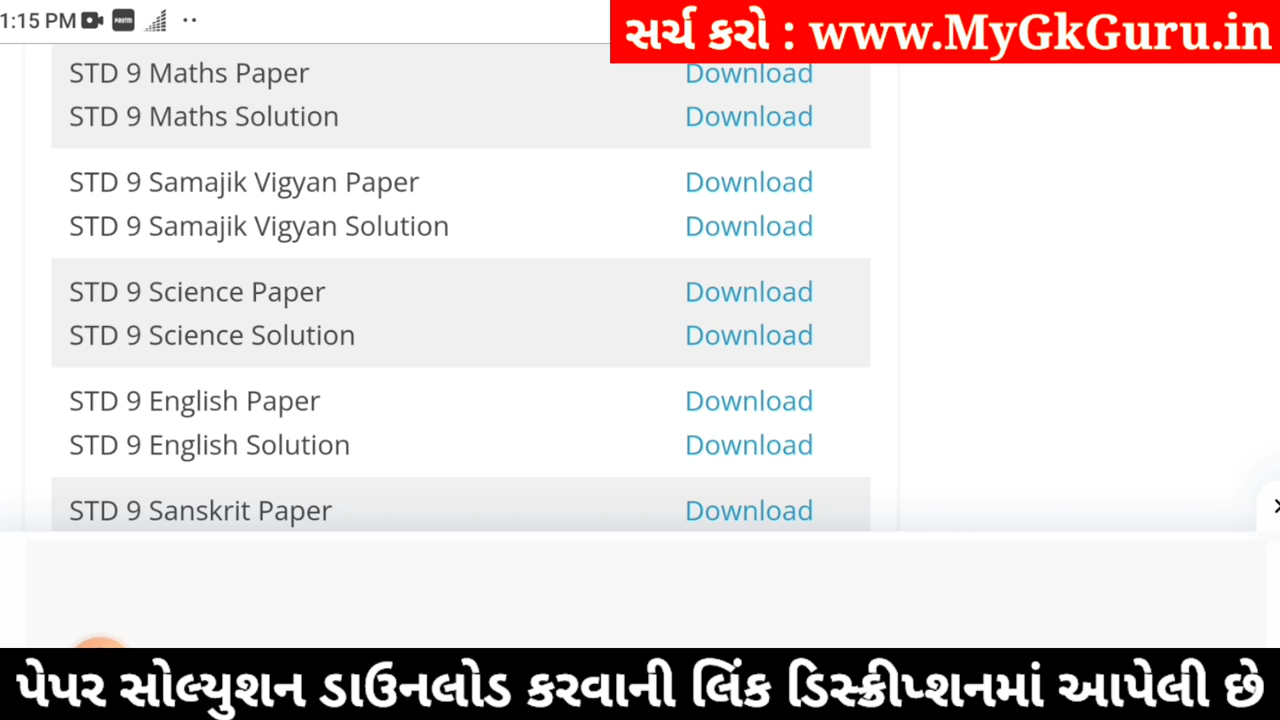 1:15 PM
paytm
સર્ચ કરો : www.MyGkGuru.in
STD 9 Maths Paper Download
STD 9 Maths Solution Download
STD 9 Samajik Vigyan Paper Download
STD 9 Samajik Vigyan Solution Download
STD 9 Science Paper Download
STD 9 Science Solution Download
STD 9 English Paper Download
STD 9 English Solution Download
STD 9 Sanskrit Paper Download
પેપર સોલ્યુશન ડાઉનલોડ કરવાની લિંક ડિસ્ક્રીપ્શનમાં આપેલી છે